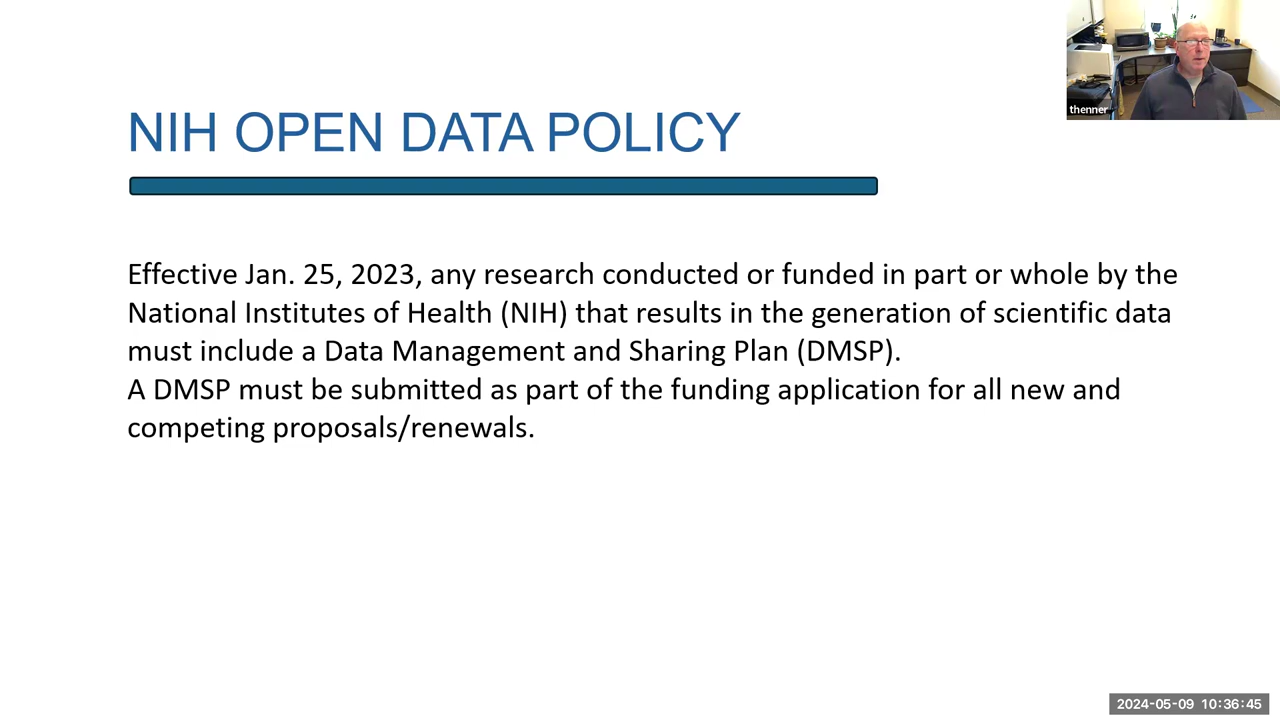 NIH OPEN DATA POLICY
thenner
Effective Jan. 25, 2023, any research conducted or funded in part or whole by the
National Institutes of Health (NIH) that results in the generation of scientific data
must include a Data Management and Sharing Plan (DMSP).
A DMSP must be submitted as part of the funding application for all new and
competing proposals/renewals.
2024-05-09 10:36:45